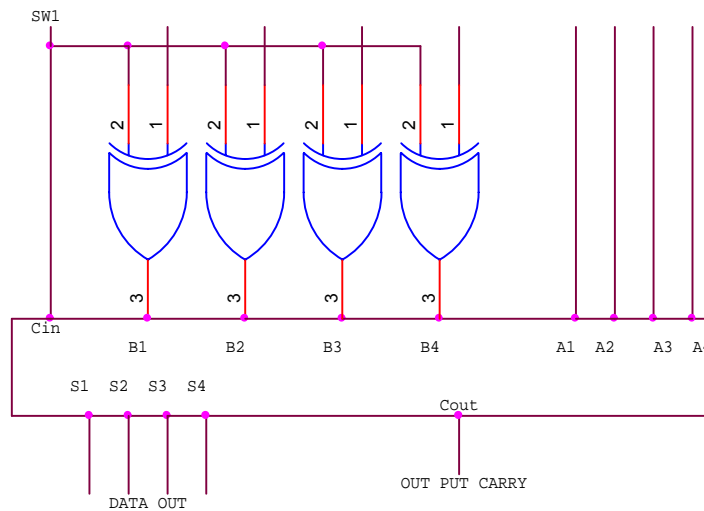 SW1
2 1 2 1 2 1 2 1
3 3 3 3
Cin
B1 B2 B3 B4 A1 A2 A3 A4
S1 S2 S3 S4
Cout
OUT PUT CARRY
DATA OUT